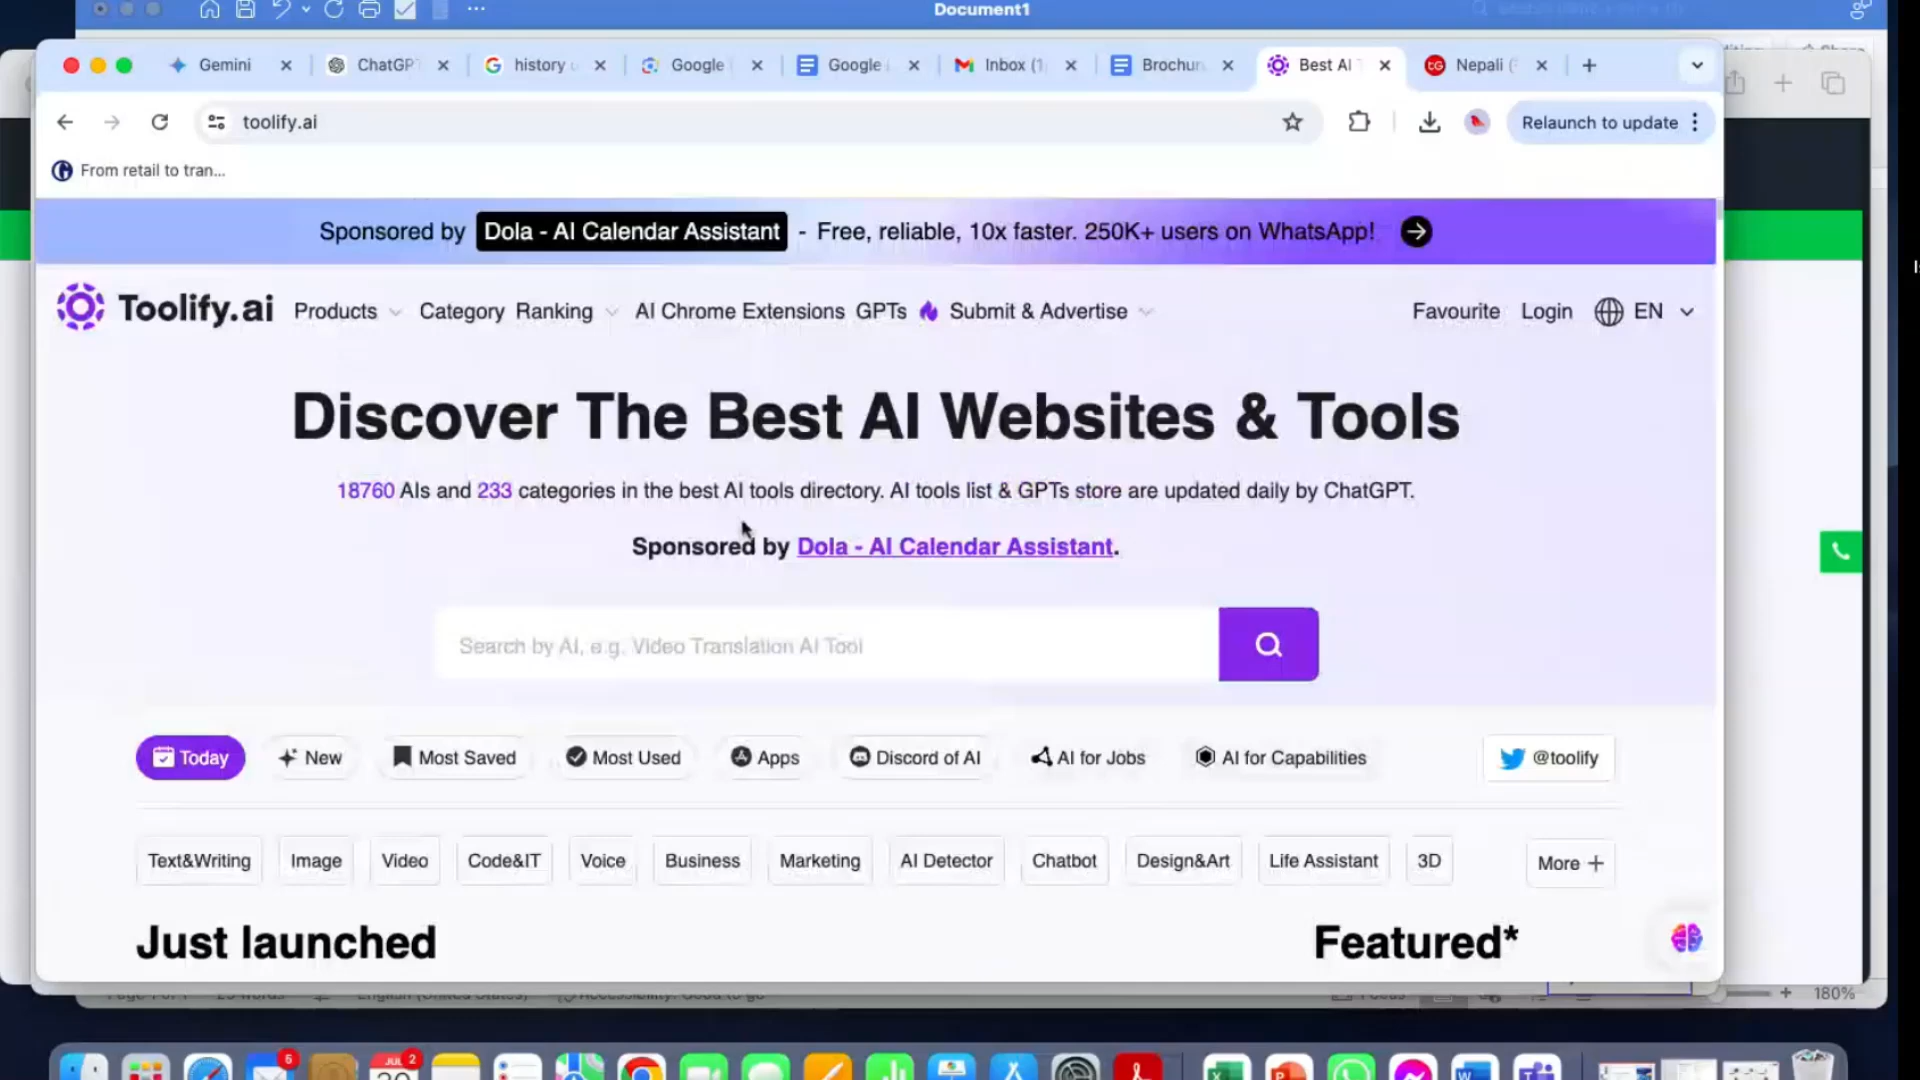 Document1
Gemini
ChatGP
history
Google
Google
Inbox (1
Brochur
Best AI
Nepali (
toolify.ai
Relaunch to update
From retail to tran...
Sponsored by Dola - AI Calendar Assistant - Free, reliable, 10x faster. 250K+ users on WhatsApp!
Toolify.ai Products Category Ranking AI Chrome Extensions GPTs Submit & Advertise Favourite Login EN
Discover The Best AI Websites & Tools
18760 AIs and 233 categories in the best AI tools directory. AI tools list & GPTs store are updated daily by ChatGPT.
Sponsored by Dola - AI Calendar Assistant.
Search by AI, e.g. Video Translation AI Tool
Today New Most Saved Most Used Apps Discord of AI AI for Jobs AI for Capabilities @toolify
Text&Writing Image Video Code&IT Voice Business Marketing AI Detector Chatbot Design&Art Life Assistant 3D More +
Just launched Featured*
180%
6
JUL 2